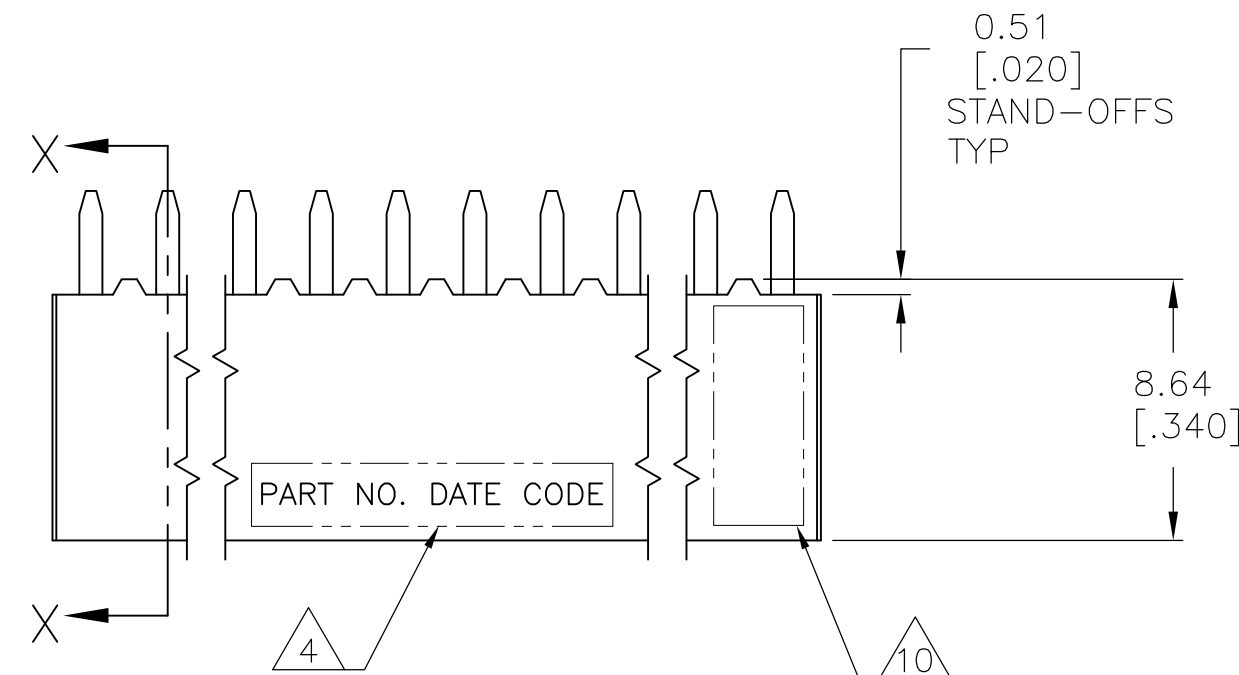 0.51
[.020]
STAND-OFFS
TYP
X
8.64
[.340]
PART NO. DATE CODE
X
4
10